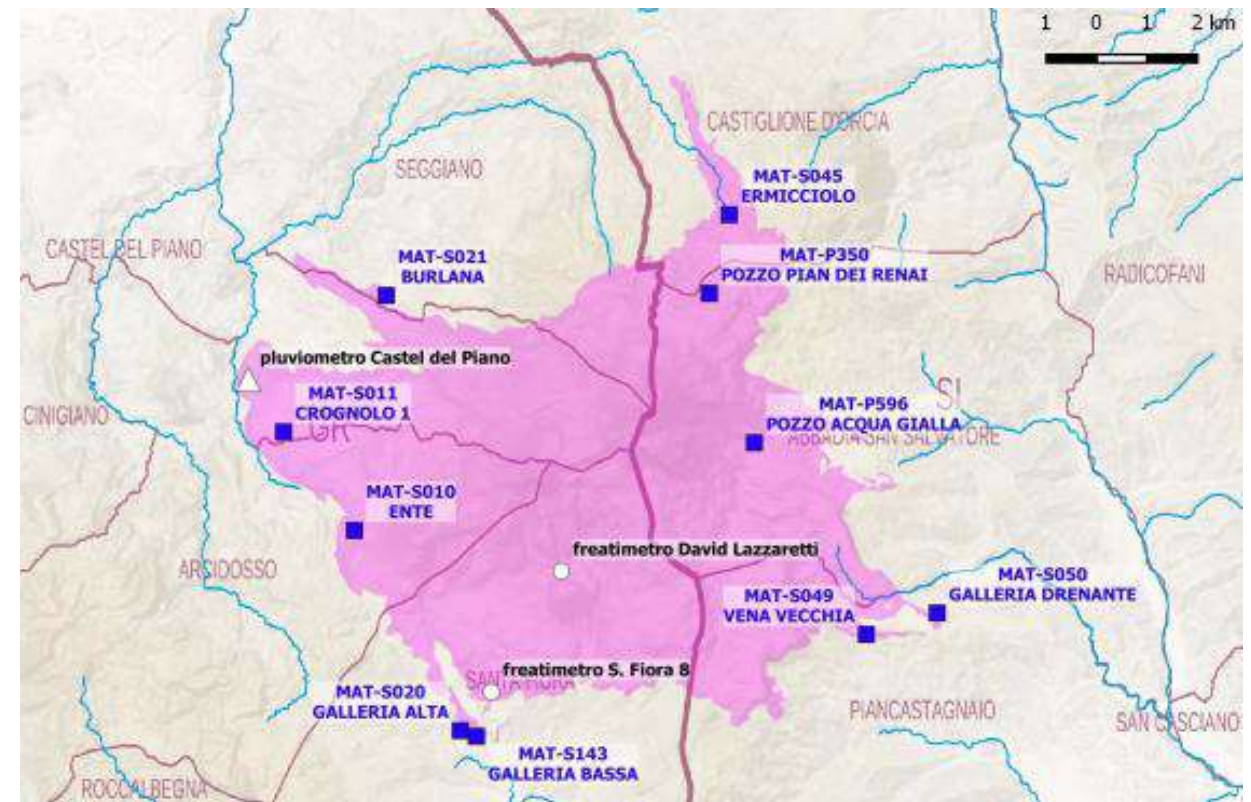 1 0 1 2 km
CASTIGLIONE D'ORCIA
SEGGIANO
MAT-S045
ERMICCIOLO
CASTEL DEL PIANO
MAT-S021
BURLANA
MAT-P350
POZZO PIAN DEI RENAI
RADICOFANI
pluviometro Castel del Piano
MAT-S011
CROGNOLO 1
GR
CINIGIANO
SI
MAT-P596
POZZO ACQUA GIALLA
ABBADIA SAN SALVATORE
MAT-S010
ENTE
freatimetro David Lazzaretti
ARCIDOSSO
MAT-S050
GALLERIA DRENANTE
MAT-S049
VENA VECCHIA
freatimetro S. Fiora 8
SANTA FIORA
MAT-S020
GALLERIA ALTA
PIANCASTAGNAIO
SAN CASCIANO
MAT-S143
GALLERIA BASSA
ROCCALBEGNA